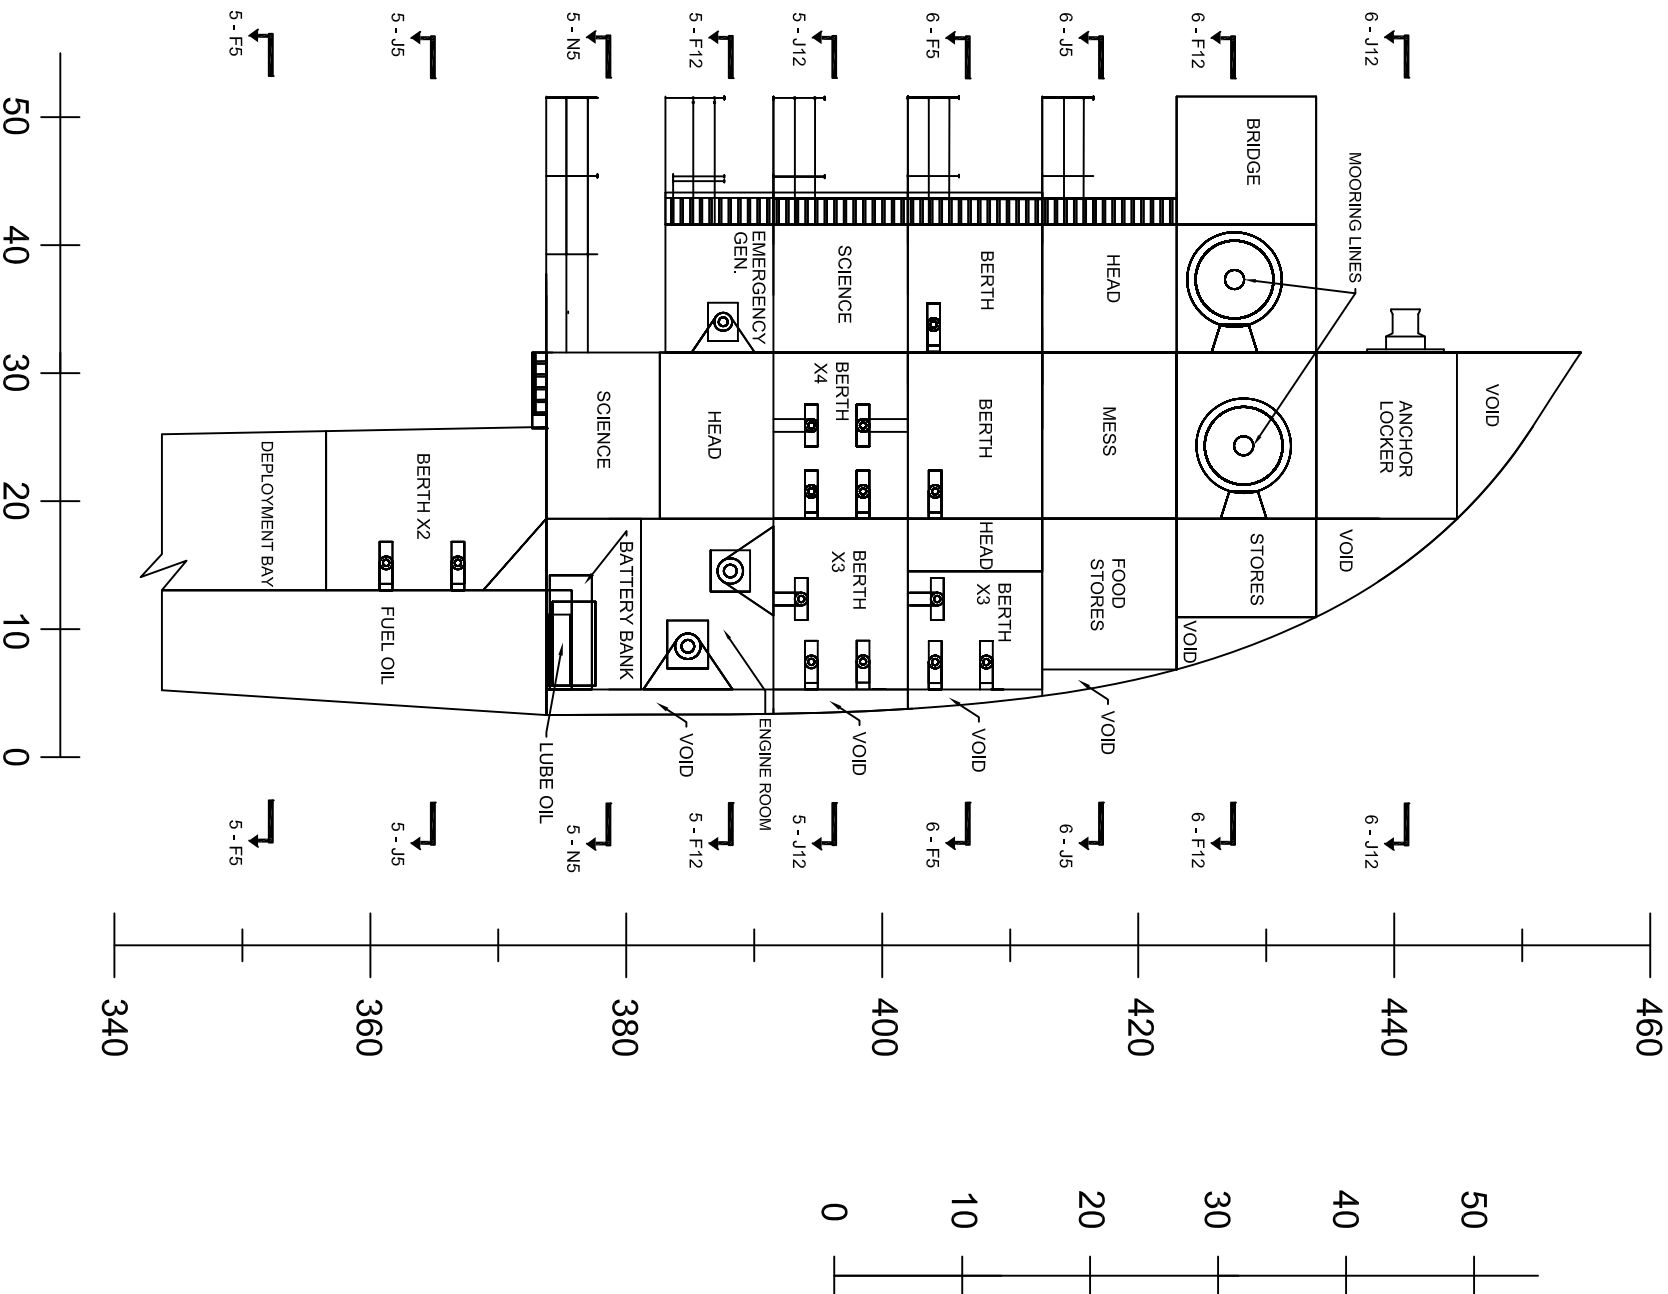 5 - F5
5 - J5
5 - N5
5 - F12
5 - J12
6 - F5
6 - J5
6 - F12
6 - J12
50
40
30
20
10
0
BRIDGE
MOORING LINES
EMERGENCY
GEN.
SCIENCE
BERTH
HEAD
SCIENCE
HEAD
BERTH
X4
BERTH
MESS
ANCHOR
LOCKER
VOID
DEPLOYMENT BAY
BERTH X2
BATTERY BANK
BERTH
X3
HEAD
BERTH
X3
FOOD
STORES
STORES
VOID
VOID
FUEL OIL
LUBE OIL
VOID
ENGINE ROOM
VOID
VOID
VOID
5 - F5
5 - J5
5 - N5
5 - F12
5 - J12
6 - F5
6 - J5
6 - F12
6 - J12
340
360
380
400
420
440
460
0
10
20
30
40
50